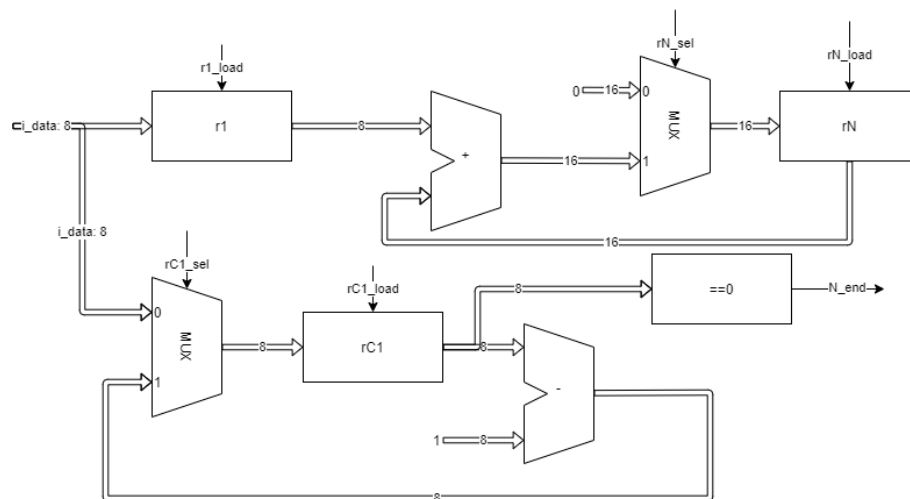 rN_sel
rN_load
r1_load
0
16
0
i_data: 8
r1
8
+
16
MUX
1
16
rN
i_data: 8
16
rC1_sel
rC1_load
8
==0
N_end
0
MUX
8
rC1
8
-
1
1
8
8